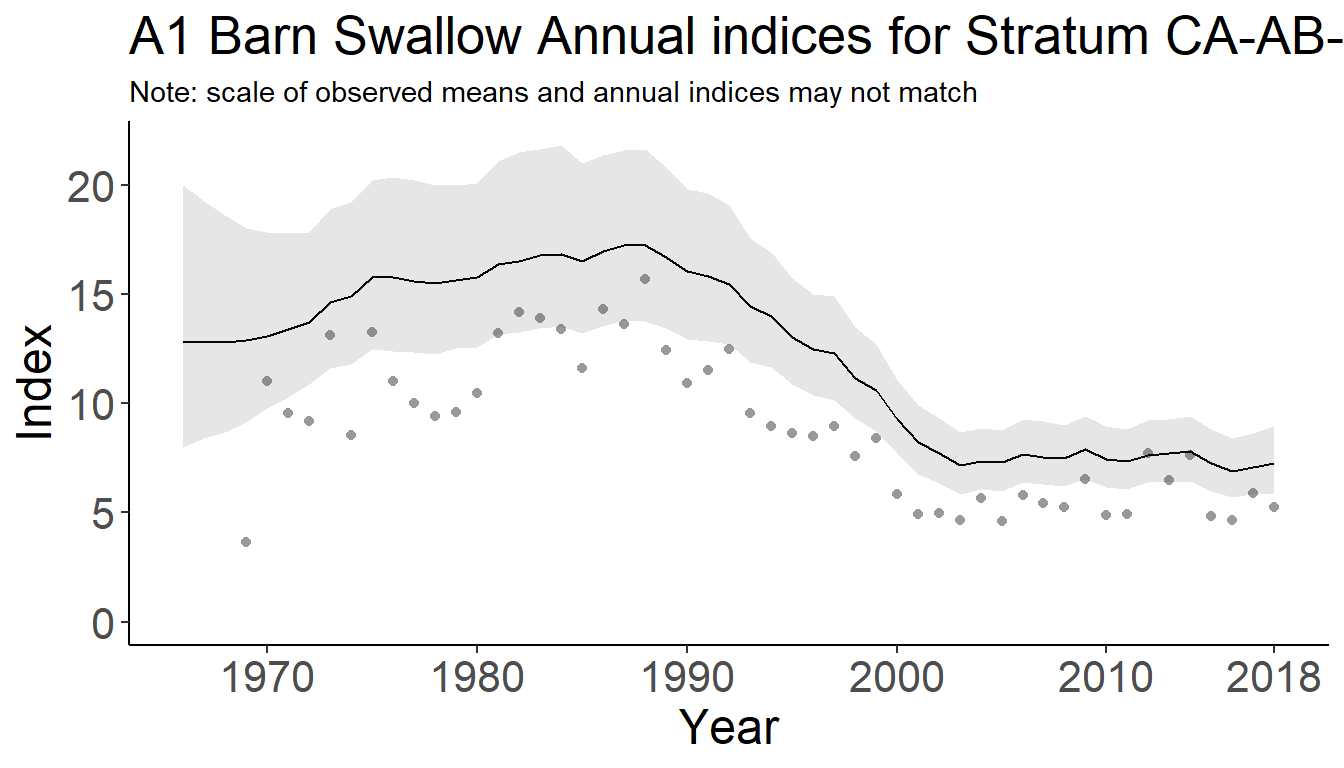 A1 Barn Swallow Annual indices for Stratum CA-AB-
Note: scale of observed means and annual indices may not match
Index
20
15
10
5
0
1970 1980 1990 2000 2010 2018
Year